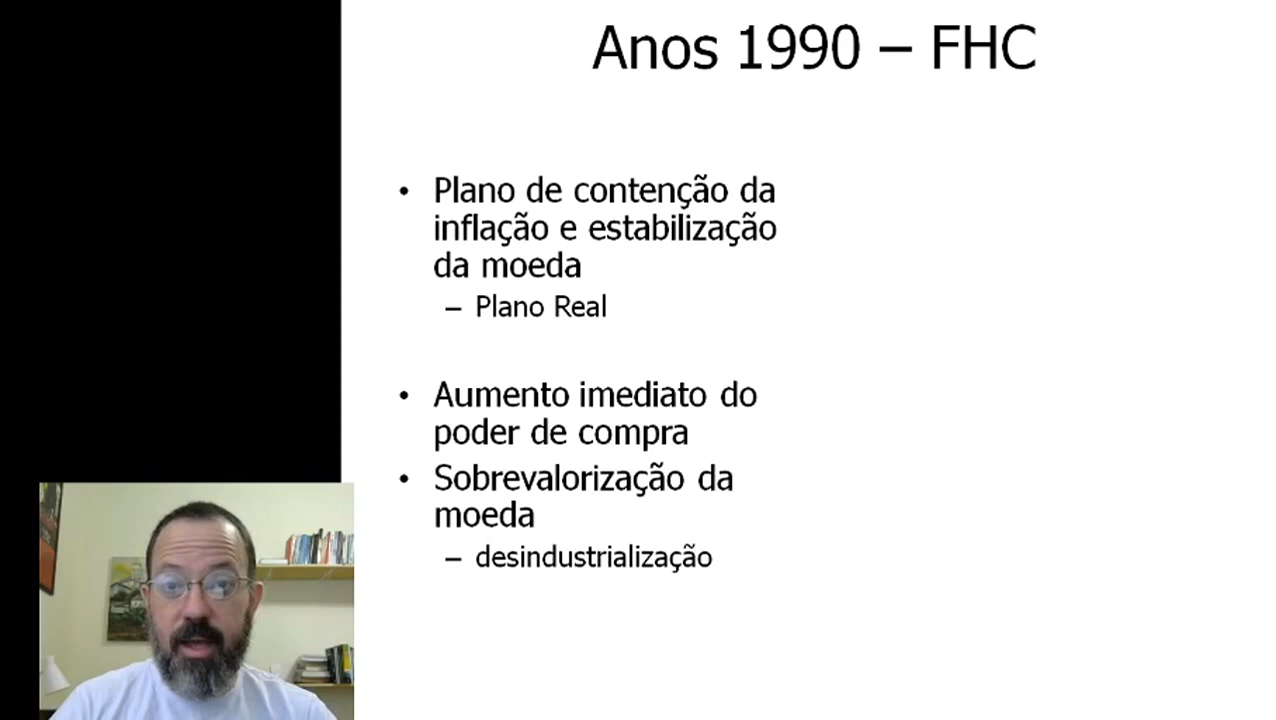 Anos 1990 – FHC
• Plano de contenção da
inflação e estabilização
da moeda
– Plano Real
• Aumento imediato do
poder de compra
• Sobrevalorização da
moeda
– desindustrialização